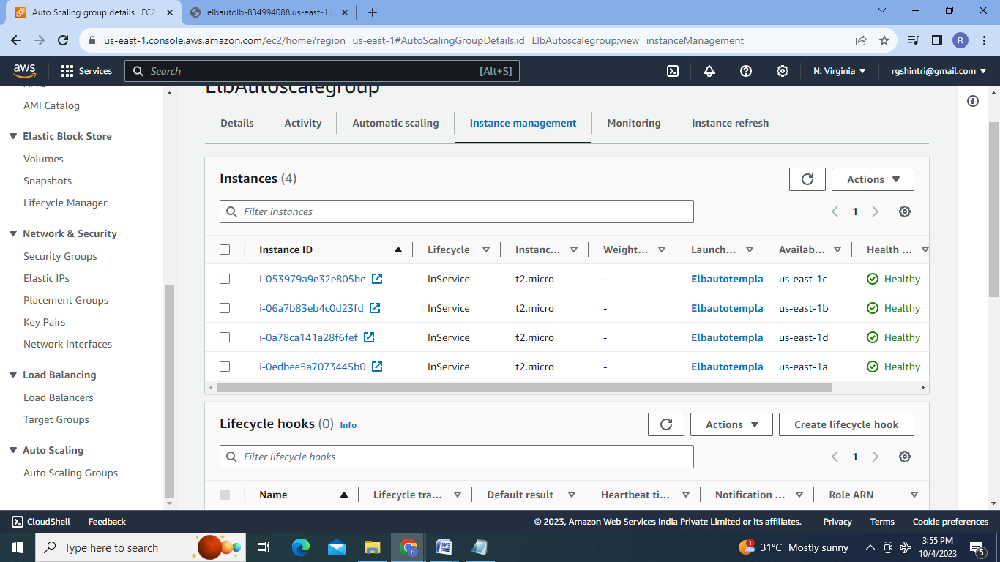 Auto Scaling group details | EC2
elbautolb-834994088.us-east-1.
us-east-1.console.aws.amazon.com/ec2/home?region=us-east-1#AutoScalingGroupDetails:id=ElbAutoscalegroup;view=instanceManagement
R
aws
Services
Search
[Alt+S]
N. Virginia
rgshintri@gmail.com
AMI Catalog
Elastic Block Store
Volumes
Snapshots
Lifecycle Manager
Network & Security
Security Groups
Elastic IPs
Placement Groups
Key Pairs
Network Interfaces
Load Balancing
Load Balancers
Target Groups
Auto Scaling
Auto Scaling Groups
ElbAutoscalegroup
Details Activity Automatic scaling Instance management Monitoring Instance refresh
Instances (4)
Actions
Filter instances
1
Instance ID Lifecycle Instanc... Weight... Launch... Availab... Health ...
i-053979a9e32e805be InService t2.micro - Elbautotempla us-east-1c Healthy
i-06a7b83eb4c0d23fd InService t2.micro - Elbautotempla us-east-1b Healthy
i-0a78ca141a28f6fef InService t2.micro - Elbautotempla us-east-1d Healthy
i-0edbee5a7073445b0 InService t2.micro - Elbautotempla us-east-1a Healthy
Lifecycle hooks (0) Info
Actions
Create lifecycle hook
Filter lifecycle hooks
1
Name Lifecycle tra... Default result Heartbeat ti... Notification ... Role ARN
CloudShell Feedback
© 2023, Amazon Web Services India Private Limited or its affiliates. Privacy Terms Cookie preferences
Type here to search
1
31°C Mostly sunny
3:55 PM
10/4/2023
5